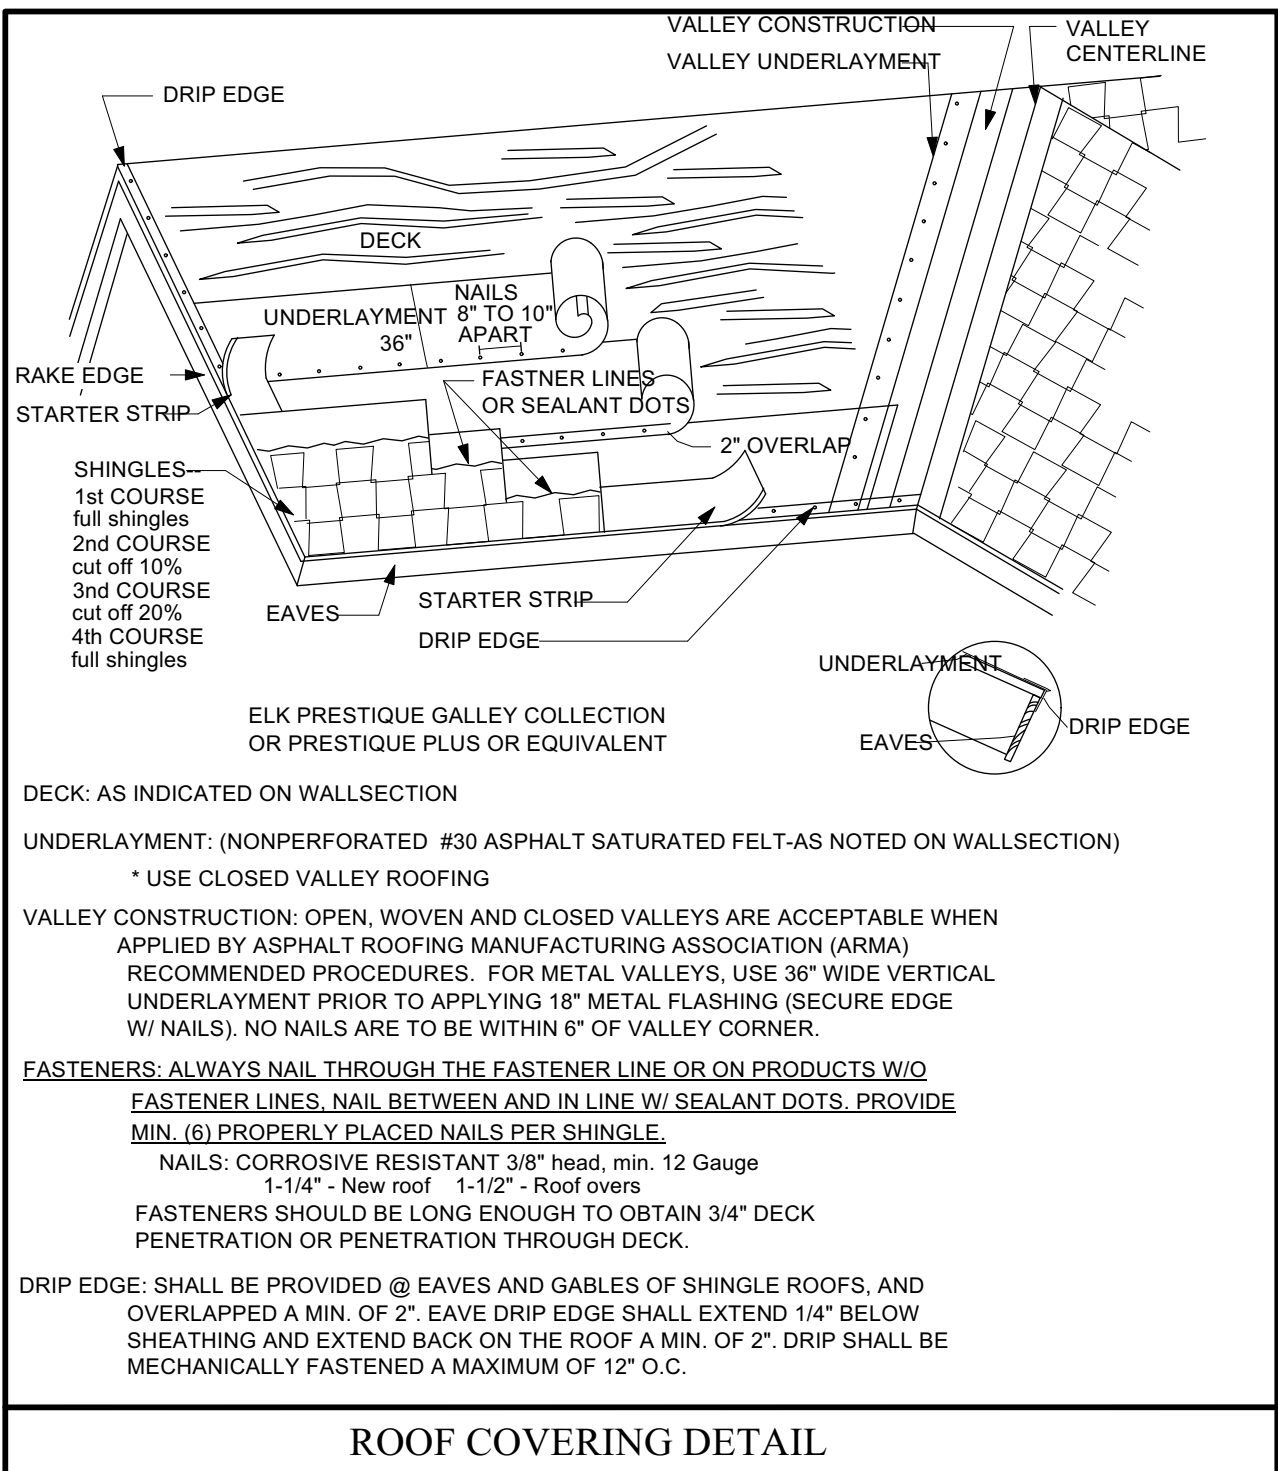 VALLEY CONSTRUCTION
VALLEY
CENTERLINE
VALLEY UNDERLAYMENT
DRIP EDGE
DECK
NAILS
8" TO 10"
APART
UNDERLAYMENT
36"
RAKE EDGE
STARTER STRIP
FASTNER LINES
OR SEALANT DOTS
2" OVERLAP
SHINGLES--
1st COURSE
full shingles
2nd COURSE
cut off 10%
3nd COURSE
cut off 20%
4th COURSE
full shingles
EAVES
STARTER STRIP
DRIP EDGE
UNDERLAYMENT
DRIP EDGE
EAVES
ELK PRESTIQUE GALLEY COLLECTION
OR PRESTIQUE PLUS OR EQUIVALENT
DECK: AS INDICATED ON WALLSECTION
UNDERLAYMENT: (NONPERFORATED #30 ASPHALT SATURATED FELT-AS NOTED ON WALLSECTION)
* USE CLOSED VALLEY ROOFING
VALLEY CONSTRUCTION: OPEN, WOVEN AND CLOSED VALLEYS ARE ACCEPTABLE WHEN
APPLIED BY ASPHALT ROOFING MANUFACTURING ASSOCIATION (ARMA)
RECOMMENDED PROCEDURES. FOR METAL VALLEYS, USE 36" WIDE VERTICAL
UNDERLAYMENT PRIOR TO APPLYING 18" METAL FLASHING (SECURE EDGE
W/ NAILS). NO NAILS ARE TO BE WITHIN 6" OF VALLEY CORNER.
FASTENERS: ALWAYS NAIL THROUGH THE FASTENER LINE OR ON PRODUCTS W/O
FASTENER LINES, NAIL BETWEEN AND IN LINE W/ SEALANT DOTS. PROVIDE
MIN. (6) PROPERLY PLACED NAILS PER SHINGLE.
NAILS: CORROSIVE RESISTANT 3/8" head, min. 12 Gauge
1-1/4" - New roof 1-1/2" - Roof overs
FASTENERS SHOULD BE LONG ENOUGH TO OBTAIN 3/4" DECK
PENETRATION OR PENETRATION THROUGH DECK.
DRIP EDGE: SHALL BE PROVIDED @ EAVES AND GABLES OF SHINGLE ROOFS, AND
OVERLAPPED A MIN. OF 2". EAVE DRIP EDGE SHALL EXTEND 1/4" BELOW
SHEATHING AND EXTEND BACK ON THE ROOF A MIN. OF 2". DRIP SHALL BE
MECHANICALLY FASTENED A MAXIMUM OF 12" O.C.
ROOF COVERING DETAIL